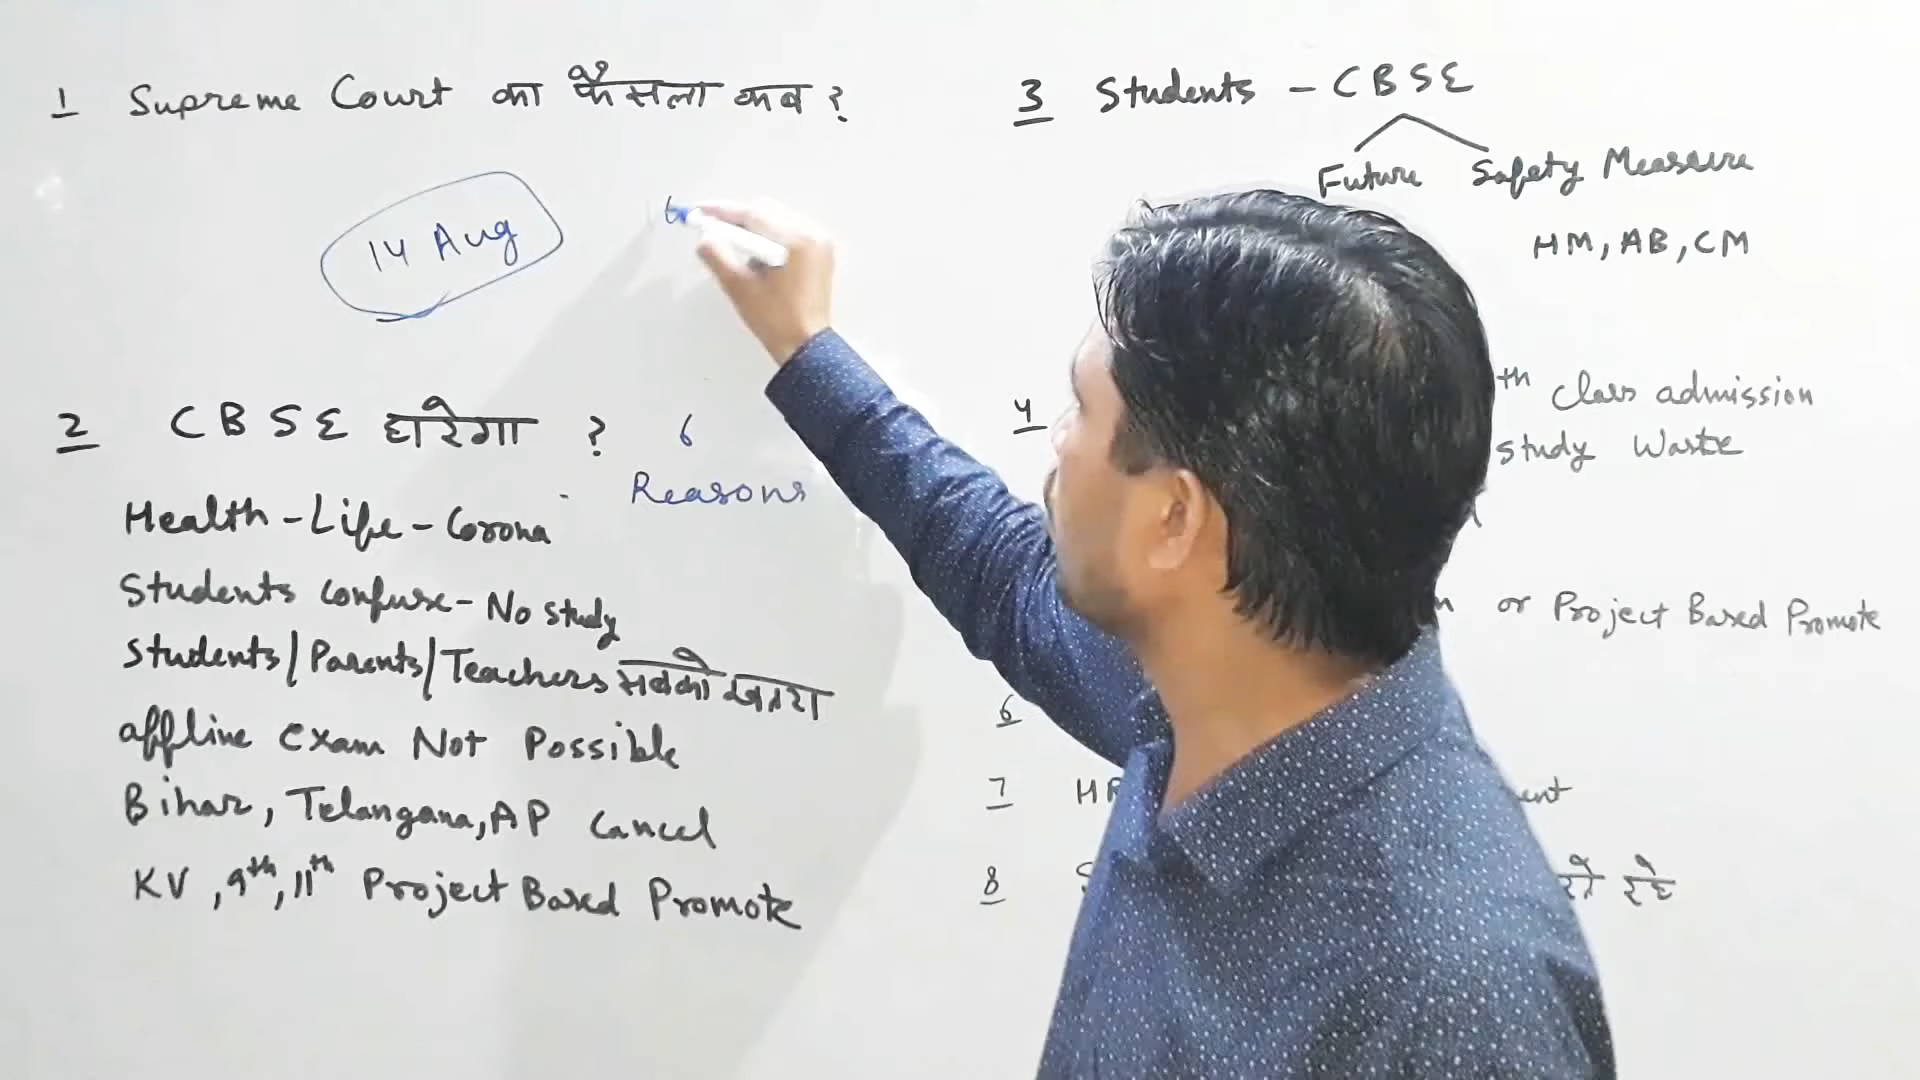 1 Supreme Court का फैसला कब ?
14 Aug
6
2 CBSE हारेगा ? 6
Reasons
Health - Life - Corona
Students confuse - No study
Students/Parents/Teachers सबको खतरा
offline Exam Not Possible
Bihar, Telangana, AP Cancel
KV, 9th, 11th Project Based Promote
3 Students - CBSE
Future Safety Measure
HM, AB, CM
4 th Class admission
study Waste
or Project Based Promote
6
7
8 रहे